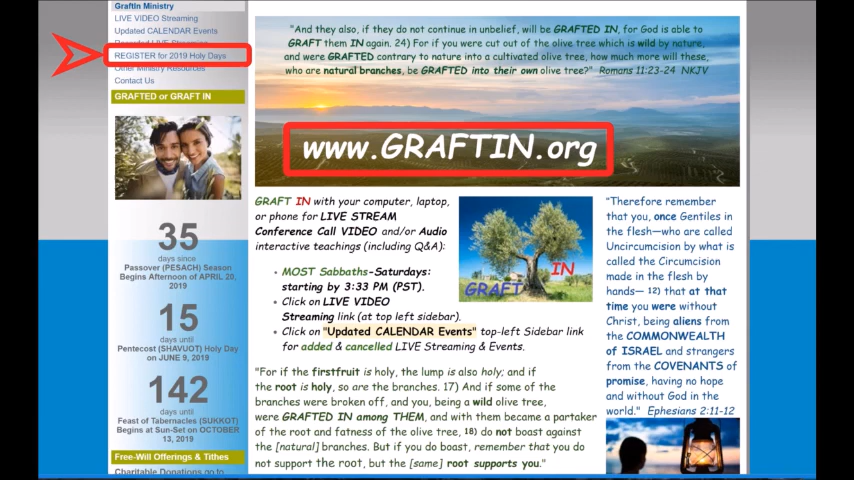 GraftIn Ministry
LIVE VIDEO Streaming
Updated CALENDAR Events
Recorded LIVE Streaming
REGISTER for 2019 Holy Days
Other Ministry Resources
Contact Us
GRAFTED or GRAFT IN
35
days since
Passover (PESACH) Season
Begins Afternoon of APRIL 20,
2019
15
days until
Pentecost (SHAVUOT) Holy Day
on JUNE 9, 2019
142
days until
Feast of Tabernacles (SUKKOT)
Begins at Sun-Set on OCTOBER
13, 2019
Free-Will Offerings & Tithes
Charitable Donations go to
"And they also, if they do not continue in unbelief, will be GRAFTED IN, for God is able to
GRAFT them IN again. 24) For if you were cut out of the olive tree which is wild by nature,
and were GRAFTED contrary to nature into a cultivated olive tree, how much more will these,
who are natural branches, be GRAFTED into their own olive tree?" Romans 11:23-24 NKJV
www.GRAFTIN.org
GRAFT IN with your computer, laptop,
or phone for LIVE STREAM
Conference Call VIDEO and/or Audio
interactive teachings (including Q&A):
• MOST Sabbaths-Saturdays:
starting by 3:33 PM (PST).
• Click on LIVE VIDEO
Streaming link (at top left sidebar).
• Click on "Updated CALENDAR Events" top-left Sidebar link
for added & cancelled LIVE Streaming & Events.
GRAFT IN
"For if the firstfruit is holy, the lump is also holy; and if
the root is holy, so are the branches. 17) And if some of the
branches were broken off, and you, being a wild olive tree,
were GRAFTED IN among THEM, and with them became a partaker
of the root and fatness of the olive tree, 18) do not boast against
the [natural] branches. But if you do boast, remember that you do
not support the root, but the [same] root supports you."
"Therefore remember
that you, once Gentiles in
the flesh—who are called
Uncircumcision by what is
called the Circumcision
made in the flesh by
hands— 12) that at that
time you were without
Christ, being aliens from
the COMMONWEALTH
of ISRAEL and strangers
from the COVENANTS of
promise, having no hope
and without God in the
world." Ephesians 2:11-12